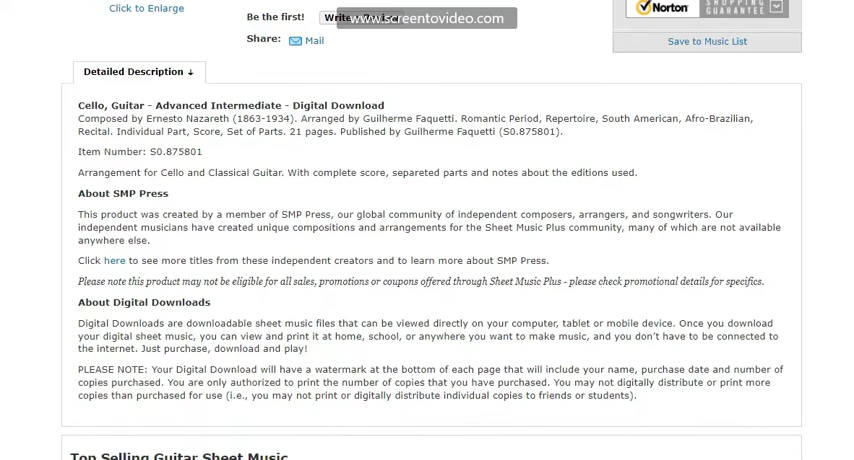 Click to Enlarge
Be the first!
www.screentovideo.com
Norton
SHOPPING
GUARANTEE
Share: Mail
Save to Music List
Detailed Description ↓
Cello, Guitar - Advanced Intermediate - Digital Download
Composed by Ernesto Nazareth (1863-1934). Arranged by Guilherme Faquetti. Romantic Period, Repertoire, South American, Afro-Brazilian,
Recital. Individual Part, Score, Set of Parts. 21 pages. Published by Guilherme Faquetti (S0.875801).
Item Number: S0.875801
Arrangement for Cello and Classical Guitar. With complete score, separeted parts and notes about the editions used.
About SMP Press
This product was created by a member of SMP Press, our global community of independent composers, arrangers, and songwriters. Our
independent musicians have created unique compositions and arrangements for the Sheet Music Plus community, many of which are not available
anywhere else.
Click here to see more titles from these independent creators and to learn more about SMP Press.
Please note this product may not be eligible for all sales, promotions or coupons offered through Sheet Music Plus - please check promotional details for specifics.
About Digital Downloads
Digital Downloads are downloadable sheet music files that can be viewed directly on your computer, tablet or mobile device. Once you download
your digital sheet music, you can view and print it at home, school, or anywhere you want to make music, and you don't have to be connected to
the internet. Just purchase, download and play!
PLEASE NOTE: Your Digital Download will have a watermark at the bottom of each page that will include your name, purchase date and number of
copies purchased. You are only authorized to print the number of copies that you have purchased. You may not digitally distribute or print more
copies than purchased for use (i.e., you may not print or digitally distribute individual copies to friends or students).
Top Selling Guitar Sheet Music